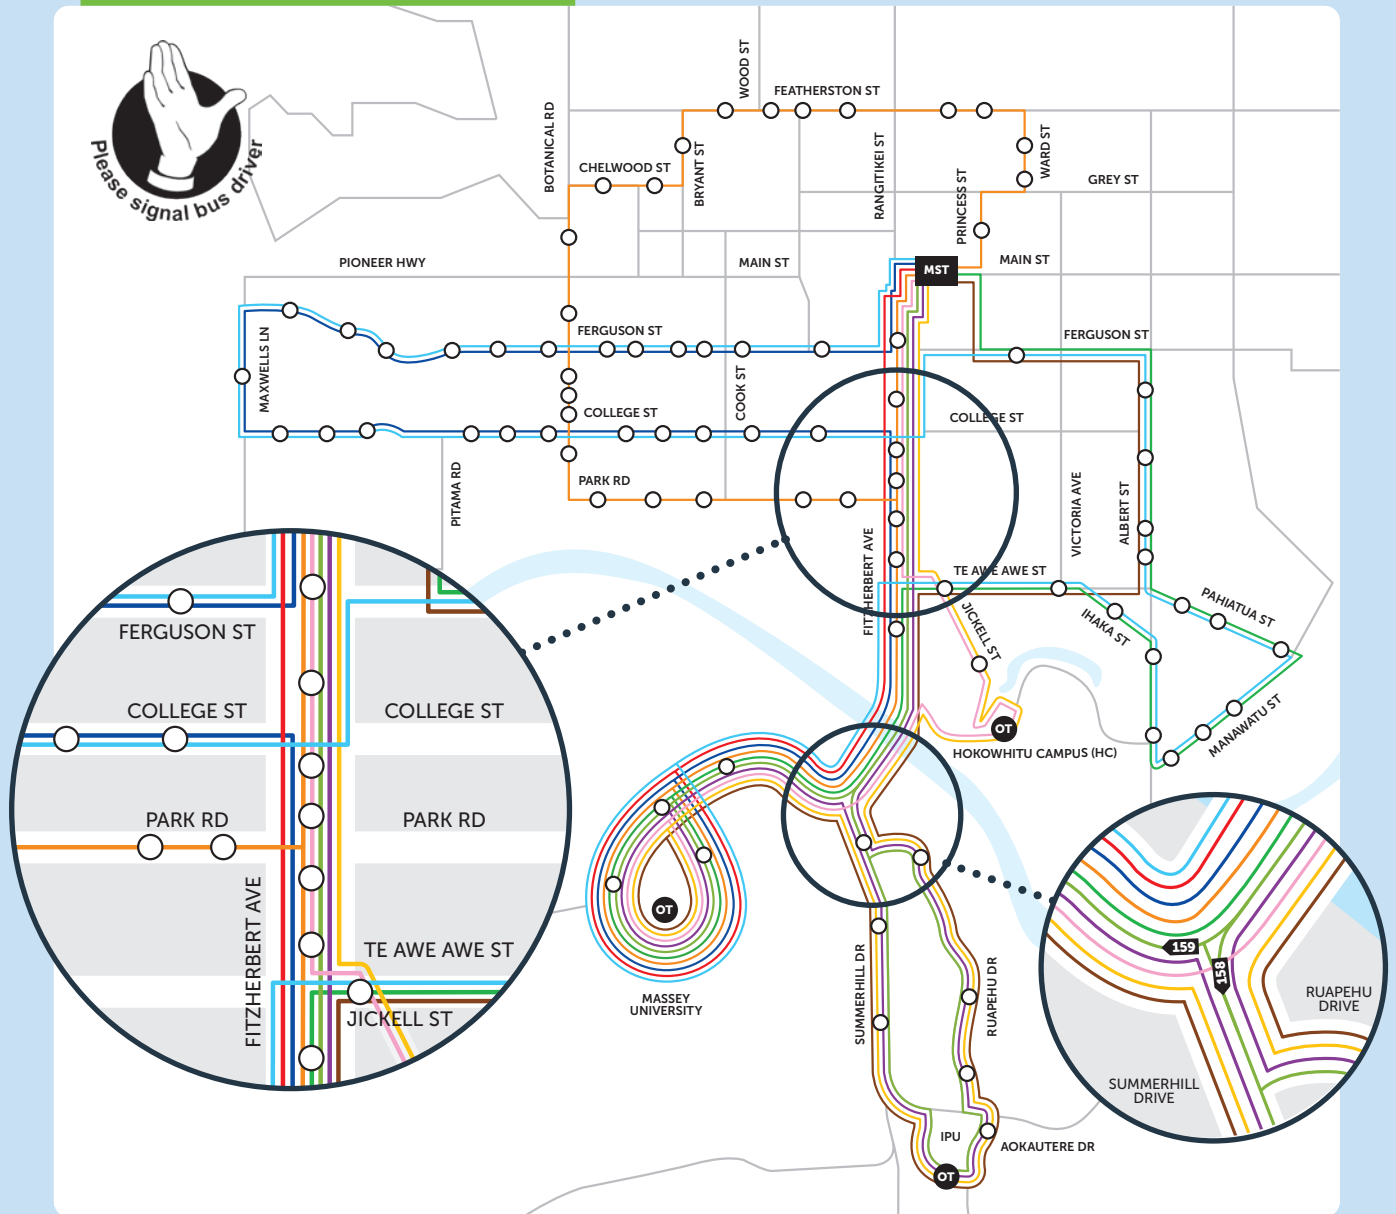 Please signal bus driver
WOOD ST
FEATHERSTON ST
BOTANICAL RD
CHELWOOD ST
BRYANT ST
RANGITIKEI ST
WARD ST
PRINCESS ST
GREY ST
PIONEER HWY
MAIN ST
MST
MAIN ST
MAXWELLS LN
FERGUSON ST
FERGUSON ST
COOK ST
COLLEGE ST
COLLEGE ST
PITAMA RD
PARK RD
FITZHERBERT AVE
VICTORIA AVE
ALBERT ST
TE AWE AWE ST
JICKELL ST
IHAKA ST
PAHIATUA ST
MANAWATU ST
OT
HOKOWHITU CAMPUS (HC)
FERGUSON ST
COLLEGE ST
COLLEGE ST
PARK RD
PARK RD
FITZHERBERT AVE
TE AWE AWE ST
JICKELL ST
OT
MASSEY
UNIVERSITY
SUMMERHILL DR
RUAPEHU DR
IPU
OT
AOKAUTERE DR
159
158
RUAPEHU
DRIVE
SUMMERHILL
DRIVE